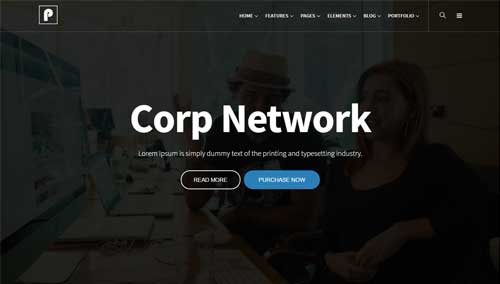 P
HOME FEATURES PAGES ELEMENTS BLOG PORTFOLIO
Corp Network
Lorem Ipsum is simply dummy text of the printing and typesetting industry.
READ MORE PURCHASE NOW